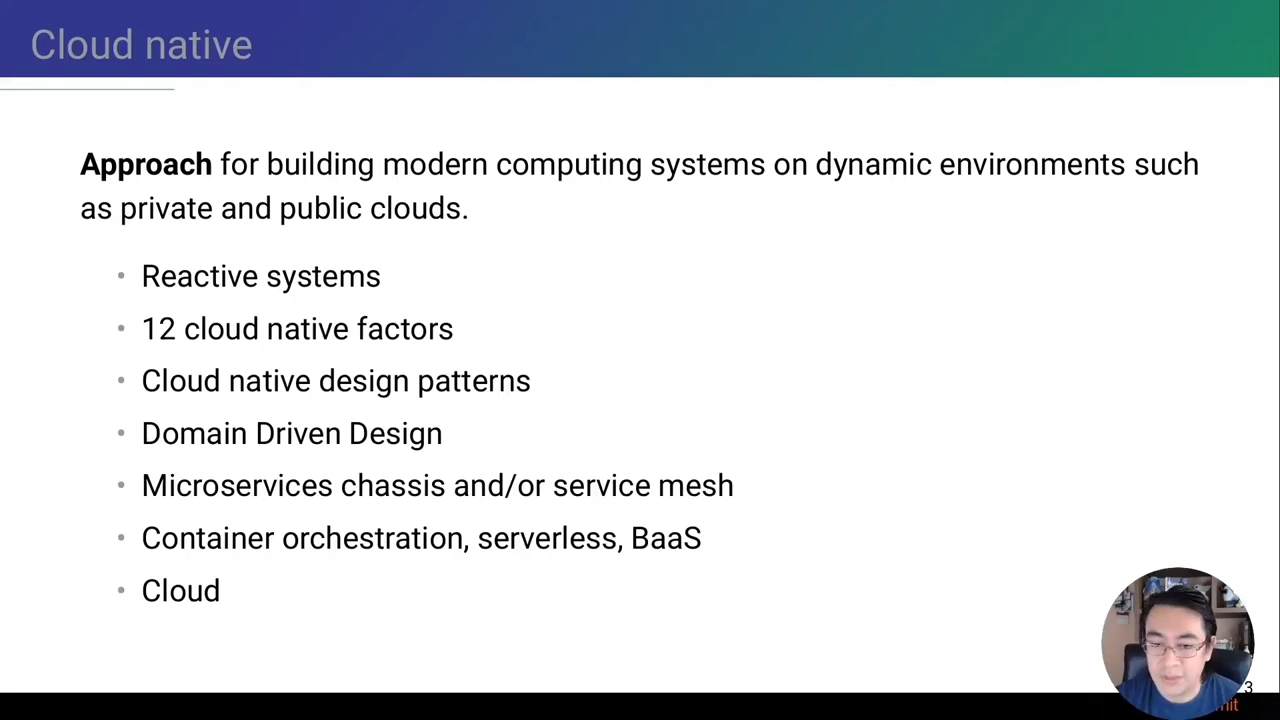 Cloud native
Approach for building modern computing systems on dynamic environments such
as private and public clouds.
• Reactive systems
• 12 cloud native factors
• Cloud native design patterns
• Domain Driven Design
• Microservices chassis and/or service mesh
• Container orchestration, serverless, BaaS
• Cloud
3